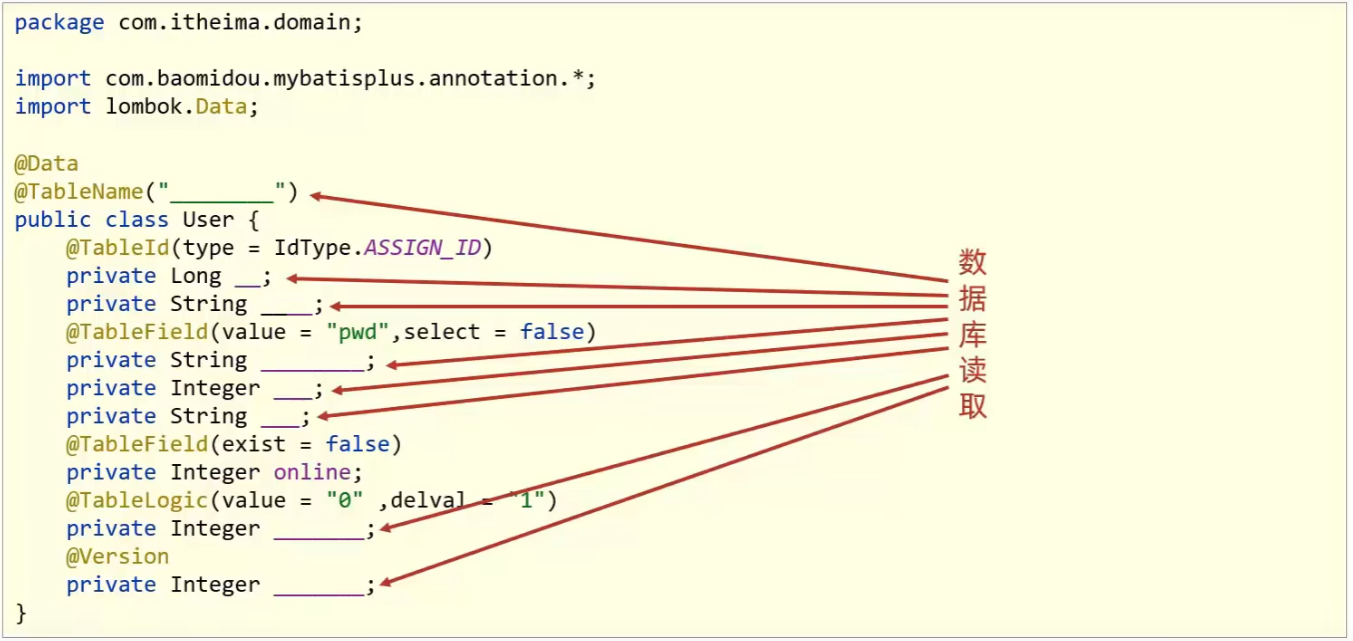 package com.itheima.domain;
import com.baomidou.mybatisplus.annotation.*;
import lombok.Data;
@Data
@TableName("________")
public class User {
@TableId(type = IdType.ASSIGN_ID)
private Long __;
private String ____;
@TableField(value = "pwd",select = false)
private String ________;
private Integer ___;
private String ___;
@TableField(exist = false)
private Integer online;
@TableLogic(value = "0" ,delval = "1")
private Integer _______;
@Version
private Integer _______;
}
数据库读取